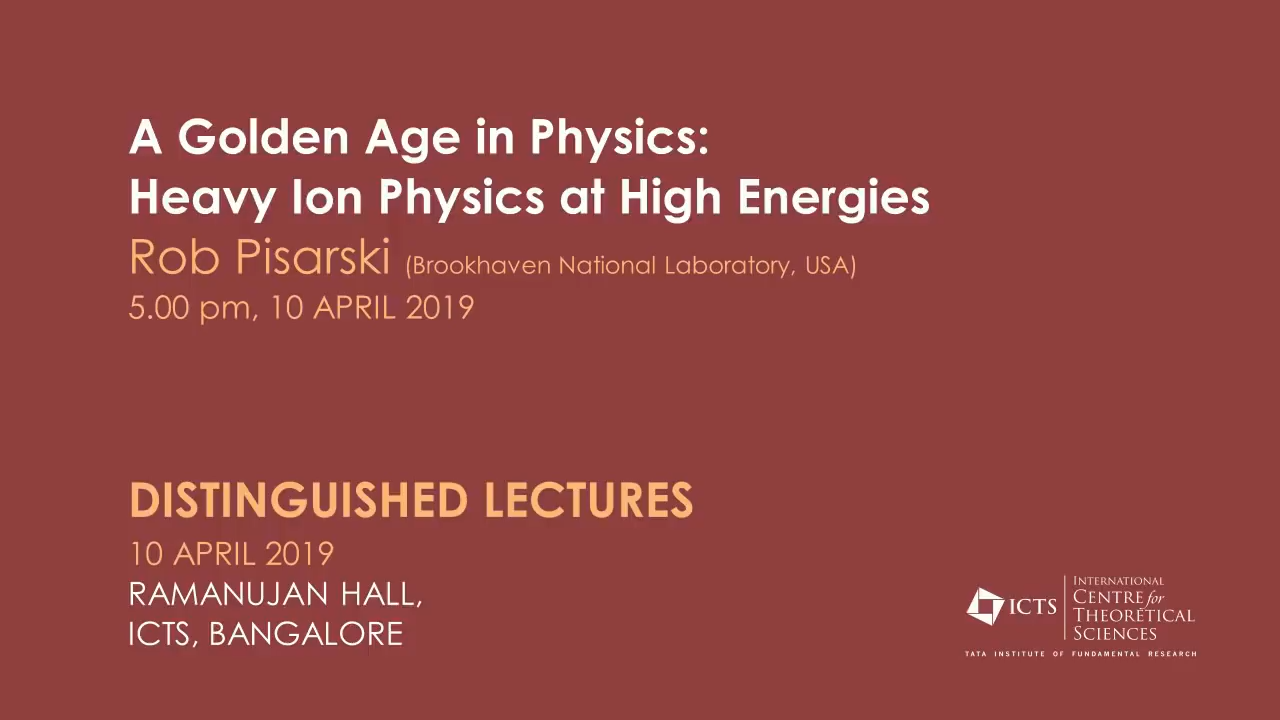 A Golden Age in Physics:
Heavy Ion Physics at High Energies
Rob Pisarski (Brookhaven National Laboratory, USA)
5.00 pm, 10 APRIL 2019
DISTINGUISHED LECTURES
10 APRIL 2019
RAMANUJAN HALL,
ICTS, BANGALORE
ICTS
INTERNATIONAL
CENTRE for
THEORETICAL
SCIENCES
TATA INSTITUTE OF FUNDAMENTAL RESEARCH